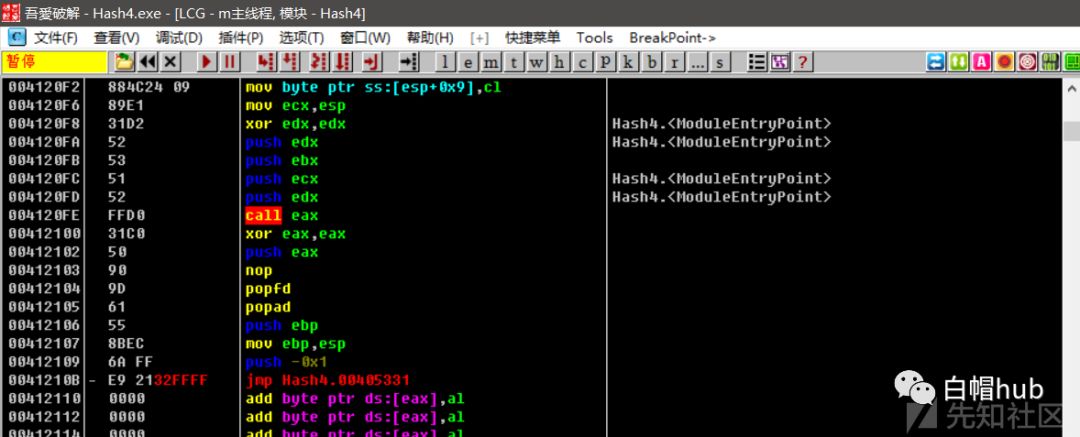 吾愛破解 - Hash4.exe - [LCG - m主线程, 模块 - Hash4]
C 文件(F) 查看(V) 调试(D) 插件(P) 选项(T) 窗口(W) 帮助(H) [+] 快捷菜单 Tools BreakPoint->
暂停 l e m t w h c P k b r ... s ?
004120F2 884C24 09 mov byte ptr ss:[esp+0x9],cl
004120F6 89E1 mov ecx,esp
004120F8 31D2 xor edx,edx Hash4.<ModuleEntryPoint>
004120FA 52 push edx Hash4.<ModuleEntryPoint>
004120FB 53 push ebx
004120FC 51 push ecx Hash4.<ModuleEntryPoint>
004120FD 52 push edx Hash4.<ModuleEntryPoint>
004120FE FFD0 call eax
00412100 31C0 xor eax,eax
00412102 50 push eax
00412103 90 nop
00412104 9D popfd
00412105 61 popad
00412106 55 push ebp
00412107 8BEC mov ebp,esp
00412109 6A FF push -0x1
0041210B - E9 2132FFFF jmp Hash4.00405331
00412110 0000 add byte ptr ds:[eax],al
00412112 0000 add byte ptr ds:[eax],al
00412114 0000 add byte ptr ds:[eax],al
白帽hub
先知社区